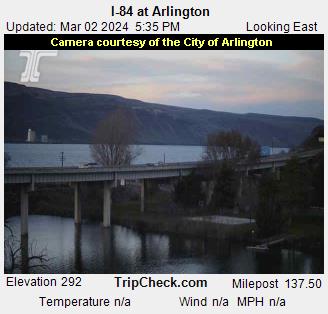 I-84 at Arlington
Updated: Mar 02 2024 5:35 PM Looking East
Camera courtesy of the City of Arlington
Elevation 292 TripCheck.com Milepost 137.50
Temperature n/a Wind n/a MPH n/a